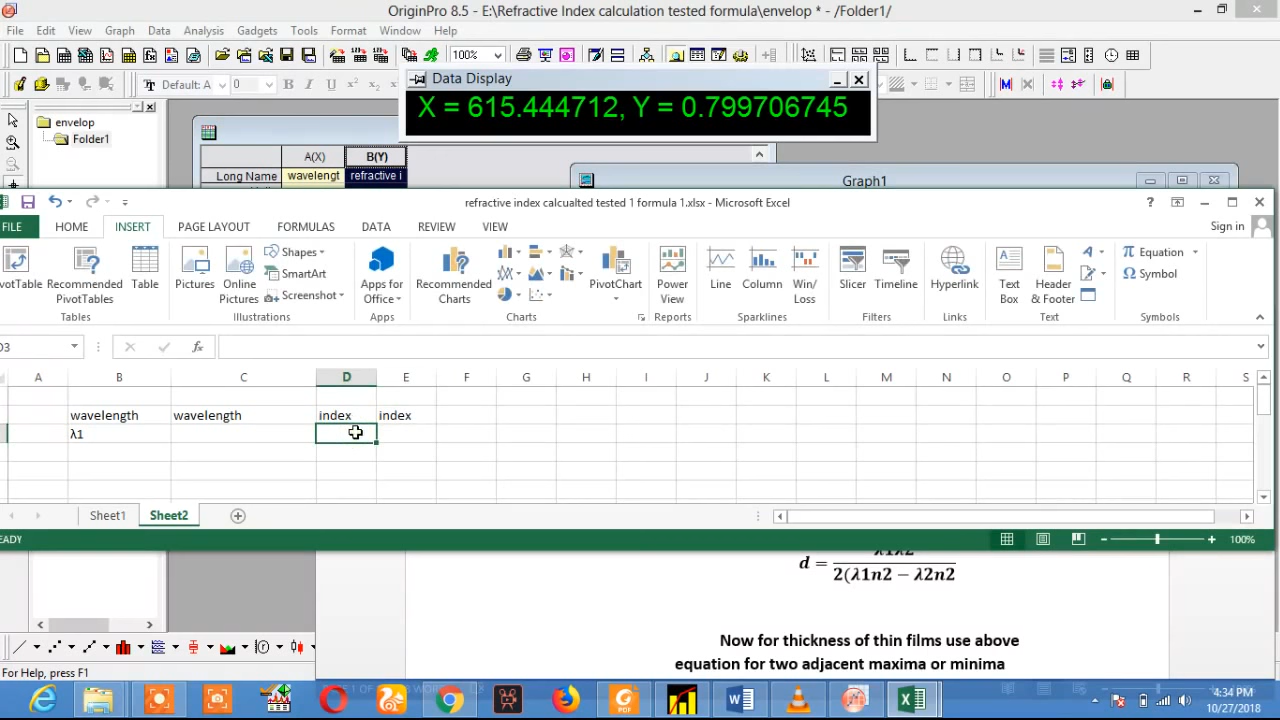 OriginPro 8.5 - E:\Refractive Index calculation tested formula\envelop * - /Folder1/
File Edit View Graph Data Analysis Gadgets Tools Format Window Help
100%
Default: A 0 B I U
Data Display
X = 615.444712, Y = 0.799706745
envelop
Folder1
A(X) B(Y)
Long Name wavelengt refractive i
Graph1
refractive index calcualted tested 1 formula 1.xlsx - Microsoft Excel
Sign in
FILE HOME INSERT PAGE LAYOUT FORMULAS DATA REVIEW VIEW
PivotTable Recommended PivotTables Table Pictures Online Pictures Shapes SmartArt Screenshot Apps for Office Recommended Charts PivotChart Power View Line Column Win/Loss Slicer Timeline Hyperlink Text Box Header & Footer Equation Symbol
Tables Illustrations Apps Charts Reports Sparklines Filters Links Text Symbols
D3 fx
A B C D E F G H I J K L M N O P Q R S
wavelength wavelength index index
λ1
Sheet1 Sheet2
READY 100%
d = λ1λ2
2(λ1n2 − λ2n2
Now for thickness of thin films use above
equation for two adjacent maxima or minima
For Help, press F1
4:34 PM
10/27/2018